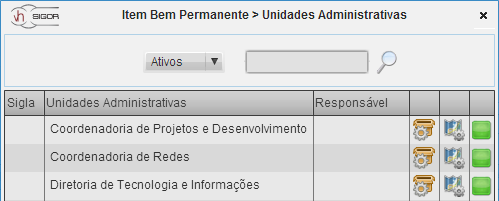 SIGOR Item Bem Permanente > Unidades Administrativas
Ativos
Sigla Unidades Administrativas Responsável
Coordenadoria de Projetos e Desenvolvimento
Coordenadoria de Redes
Diretoria de Tecnologia e Informações